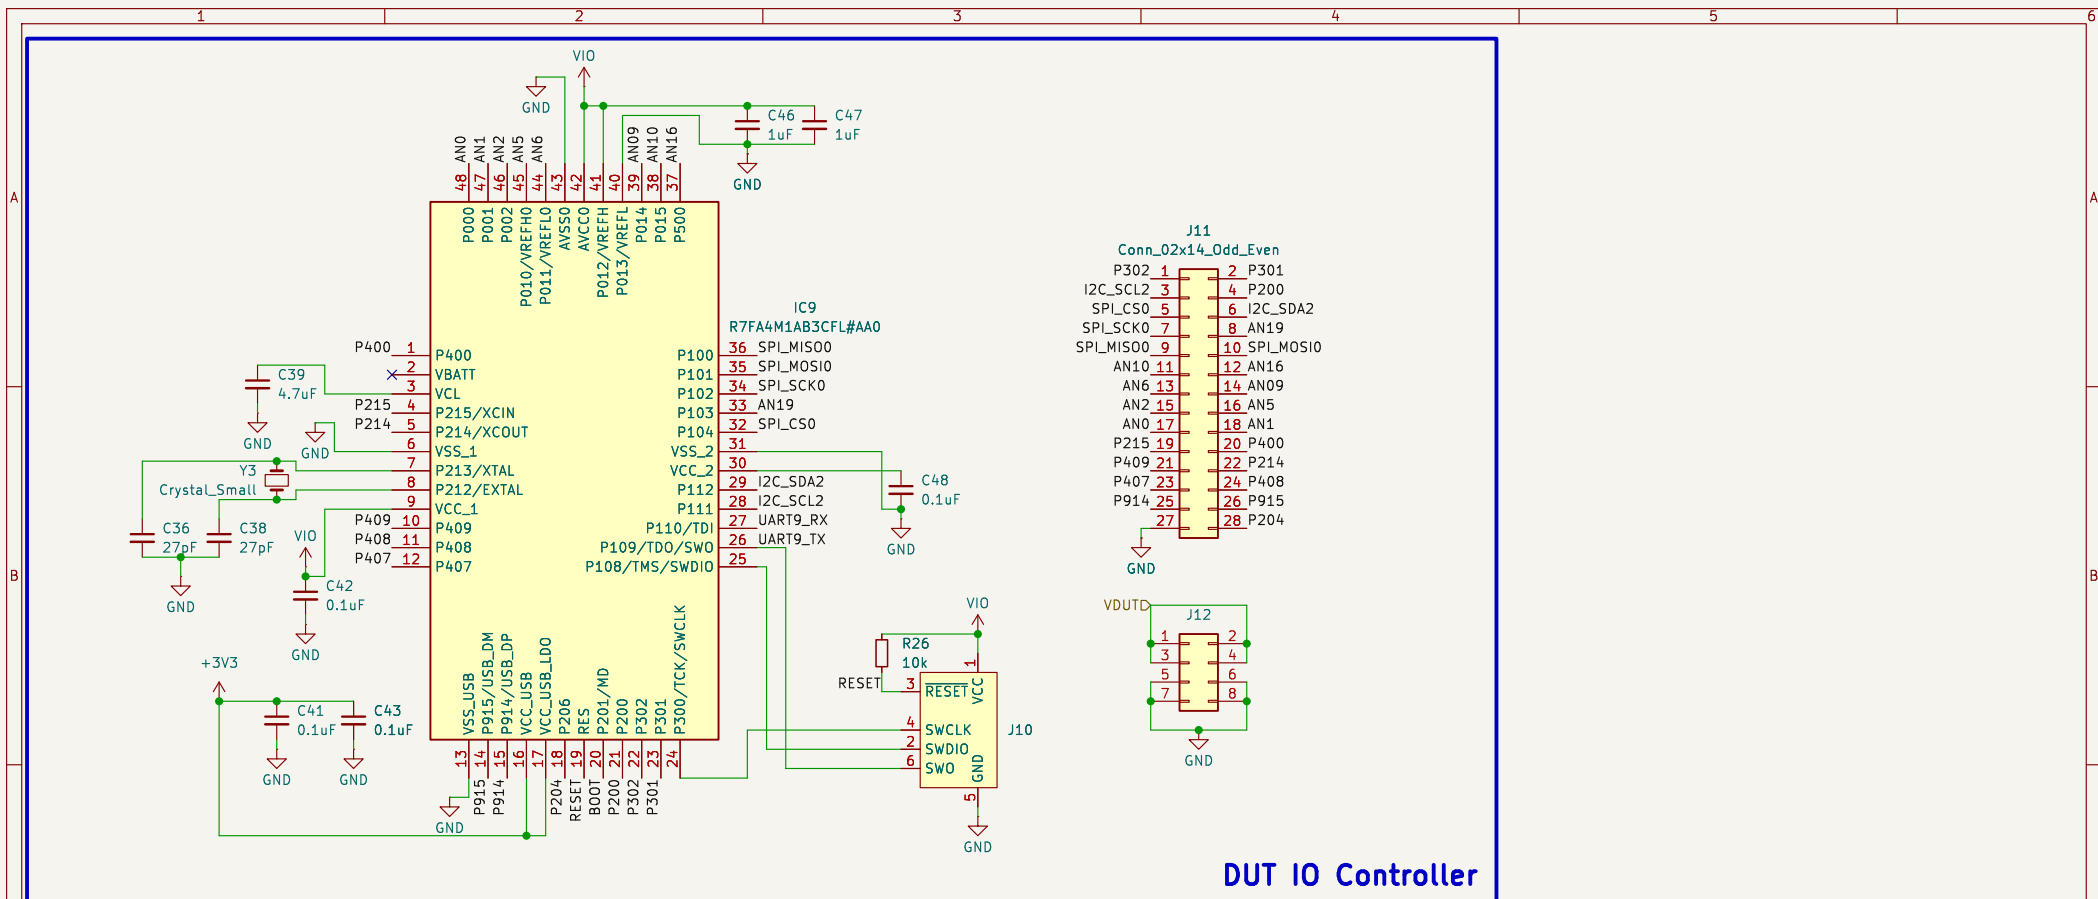 1 2 3 4 5 6
A A
B B
VIO
GND
C46
1uF
C47
1uF
GND
AN0 AN1 AN2 AN5 AN6 AN09 AN10 AN16
48 47 46 45 44 43 42 41 40 39 38 37
P000 P001 P002 P010/VREFH0 P011/VREFL0 AVSS0 AVCC0 P012/VREFH P013/VREFL P014 P015 P500
IC9
R7FA4M1AB3CFL#AA0
P400 1 P400
2 VBATT
3 VCL
P215 4 P215/XCIN
P214 5 P214/XCOUT
6 VSS_1
7 P213/XTAL
8 P212/EXTAL
9 VCC_1
P409 10 P409
P408 11 P408
P407 12 P407
P100 36 SPI_MISO0
P101 35 SPI_MOSI0
P102 34 SPI_SCK0
P103 33 AN19
P104 32 SPI_CS0
VSS_2 31
VCC_2 30
P112 29 I2C_SDA2
P111 28 I2C_SCL2
P110/TDI 27 UART9_RX
P109/TDO/SWO 26 UART9_TX
P108/TMS/SWDIO 25
C39
4.7uF
GND
GND
Y3
Crystal_Small
C36
27pF
C38
27pF
GND
VIO
C42
0.1uF
GND
C48
0.1uF
GND
+3V3
C41
0.1uF
C43
0.1uF
GND
GND
VSS_USB P915/USB_DM P914/USB_DP VCC_USB VCC_USB_LDO P206 RES P201/MD P200 P302 P301 P300/TCK/SWCLK
13 14 15 16 17 18 19 20 21 22 23 24
P915 P914 P204 RESET BOOT P200 P302 P301
GND
VIO
R26
10k
RESET
1 VCC
3 RESET
4 SWCLK
2 SWDIO
6 SWO
5 GND
J10
GND
J11
Conn_02x14_Odd_Even
P302 1 2 P301
I2C_SCL2 3 4 P200
SPI_CS0 5 6 I2C_SDA2
SPI_SCK0 7 8 AN19
SPI_MISO0 9 10 SPI_MOSI0
AN10 11 12 AN16
AN6 13 14 AN09
AN2 15 16 AN5
AN0 17 18 AN1
P215 19 20 P400
P409 21 22 P214
P407 23 24 P408
P914 25 26 P915
27 28 P204
GND
VDUT
J12
1 2
3 4
5 6
7 8
GND
DUT IO Controller